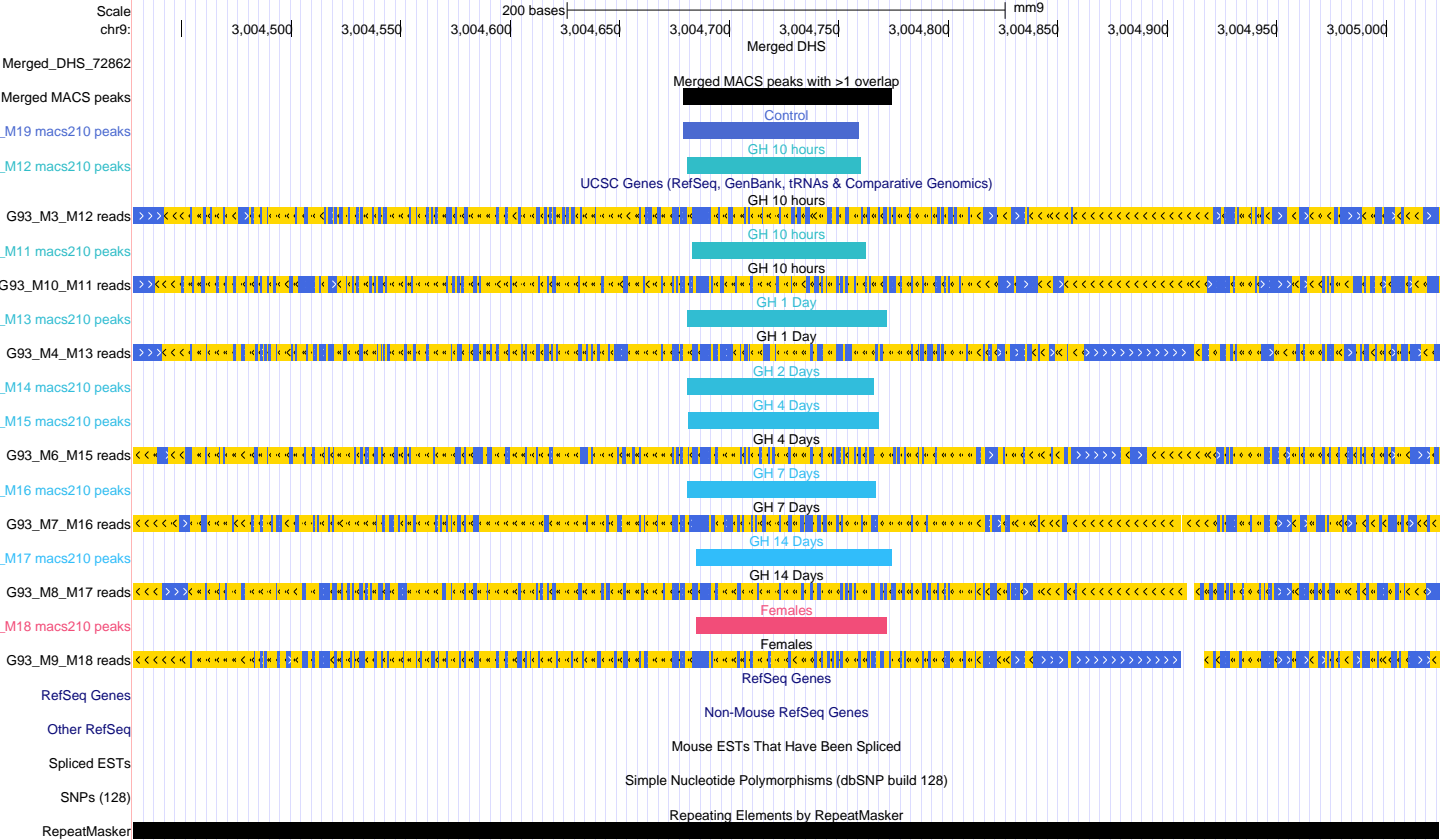 Scale 200 bases mm9
chr9: 3,004,500 3,004,550 3,004,600 3,004,650 3,004,700 3,004,750 3,004,800 3,004,850 3,004,900 3,004,950 3,005,000
Merged DHS
Merged_DHS_72862
Merged MACS peaks with >1 overlap
Merged MACS peaks
Control
_M19 macs210 peaks
GH 10 hours
_M12 macs210 peaks
UCSC Genes (RefSeq, GenBank, tRNAs & Comparative Genomics)
GH 10 hours
G93_M3_M12 reads
GH 10 hours
_M11 macs210 peaks
GH 10 hours
G93_M10_M11 reads
GH 1 Day
_M13 macs210 peaks
GH 1 Day
G93_M4_M13 reads
GH 2 Days
_M14 macs210 peaks
GH 4 Days
_M15 macs210 peaks
GH 4 Days
G93_M6_M15 reads
GH 7 Days
_M16 macs210 peaks
GH 7 Days
G93_M7_M16 reads
GH 14 Days
_M17 macs210 peaks
GH 14 Days
G93_M8_M17 reads
Females
_M18 macs210 peaks
Females
G93_M9_M18 reads
RefSeq Genes
RefSeq Genes
Non-Mouse RefSeq Genes
Other RefSeq
Mouse ESTs That Have Been Spliced
Spliced ESTs
Simple Nucleotide Polymorphisms (dbSNP build 128)
SNPs (128)
Repeating Elements by RepeatMasker
RepeatMasker